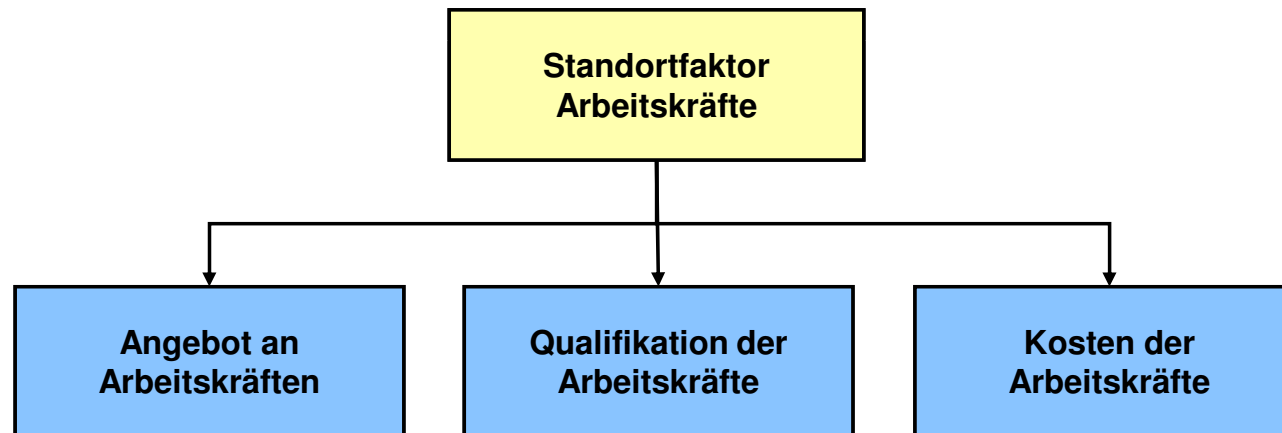 Standortfaktor
Arbeitskräfte
Angebot an
Arbeitskräften
Qualifikation der
Arbeitskräfte
Kosten der
Arbeitskräfte